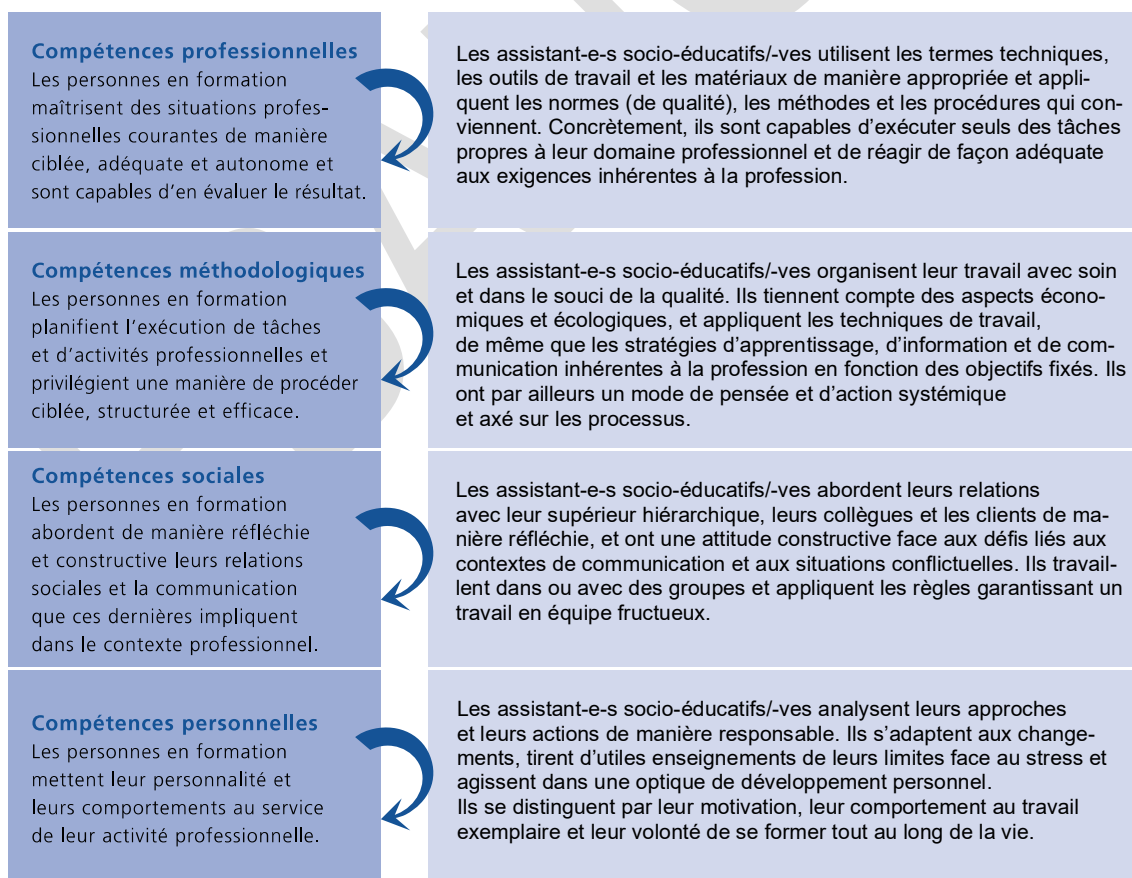 Compétences professionnelles
Les personnes en formation
maîtrisent des situations profes-
sionnelles courantes de manière
ciblée, adéquate et autonome et
sont capables d'en évaluer le résultat.
Les assistant-e-s socio-éducatifs/-ves utilisent les termes techniques,
les outils de travail et les matériaux de manière appropriée et appli-
quent les normes (de qualité), les méthodes et les procédures qui con-
viennent. Concrètement, ils sont capables d'exécuter seuls des tâches
propres à leur domaine professionnel et de réagir de façon adéquate
aux exigences inhérentes à la profession.
Compétences méthodologiques
Les personnes en formation
planifient l'exécution de tâches
et d'activités professionnelles et
privilégient une manière de procéder
ciblée, structurée et efficace.
Les assistant-e-s socio-éducatifs/-ves organisent leur travail avec soin
et dans le souci de la qualité. Ils tiennent compte des aspects écono-
miques et écologiques, et appliquent les techniques de travail,
de même que les stratégies d'apprentissage, d'information et de com-
munication inhérentes à la profession en fonction des objectifs fixés. Ils
ont par ailleurs un mode de pensée et d'action systémique
et axé sur les processus.
Compétences sociales
Les personnes en formation
abordent de manière réfléchie
et constructive leurs relations
sociales et la communication
que ces dernières impliquent
dans le contexte professionnel.
Les assistant-e-s socio-éducatifs/-ves abordent leurs relations
avec leur supérieur hiérarchique, leurs collègues et les clients de ma-
nière réfléchie, et ont une attitude constructive face aux défis liés aux
contextes de communication et aux situations conflictuelles. Ils travail-
lent dans ou avec des groupes et appliquent les règles garantissant un
travail en équipe fructueux.
Compétences personnelles
Les personnes en formation
mettent leur personnalité et
leurs comportements au service
de leur activité professionnelle.
Les assistant-e-s socio-éducatifs/-ves analysent leurs approches
et leurs actions de manière responsable. Ils s'adaptent aux change-
ments, tirent d'utiles enseignements de leurs limites face au stress et
agissent dans une optique de développement personnel.
Ils se distinguent par leur motivation, leur comportement au travail
exemplaire et leur volonté de se former tout au long de la vie.